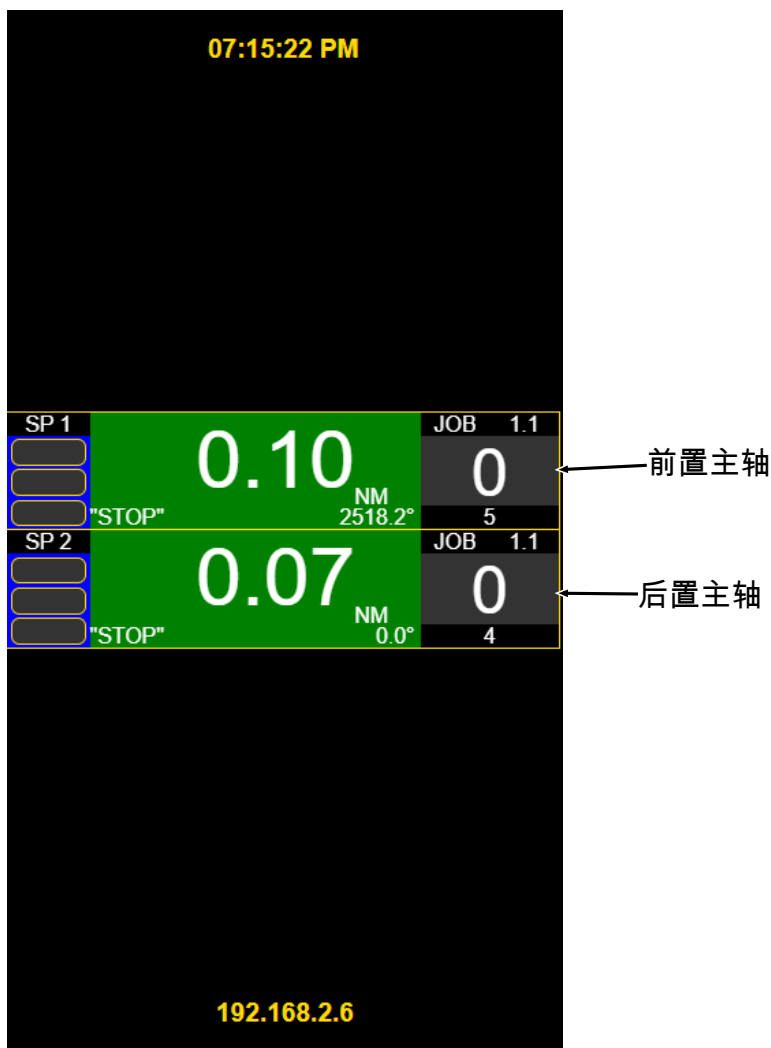 07:15:22 PM
SP 1
0.10
NM
"STOP"
2518.2°
JOB 1.1
0
5
前置主轴
SP 2
0.07
NM
"STOP"
0.0°
JOB 1.1
0
4
后置主轴
192.168.2.6